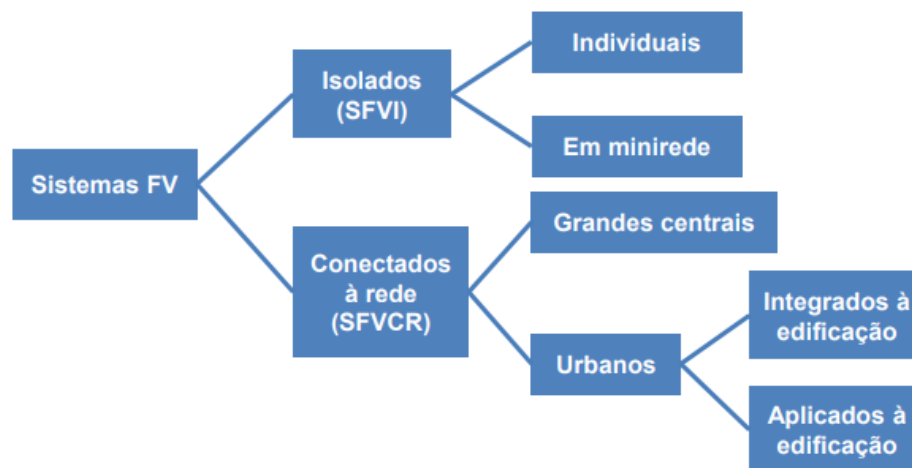 Sistemas FV
Isolados
(SFVI)
Individuais
Em minirede
Conectados
à rede
(SFVCR)
Grandes centrais
Urbanos
Integrados à
edificação
Aplicados à
edificação